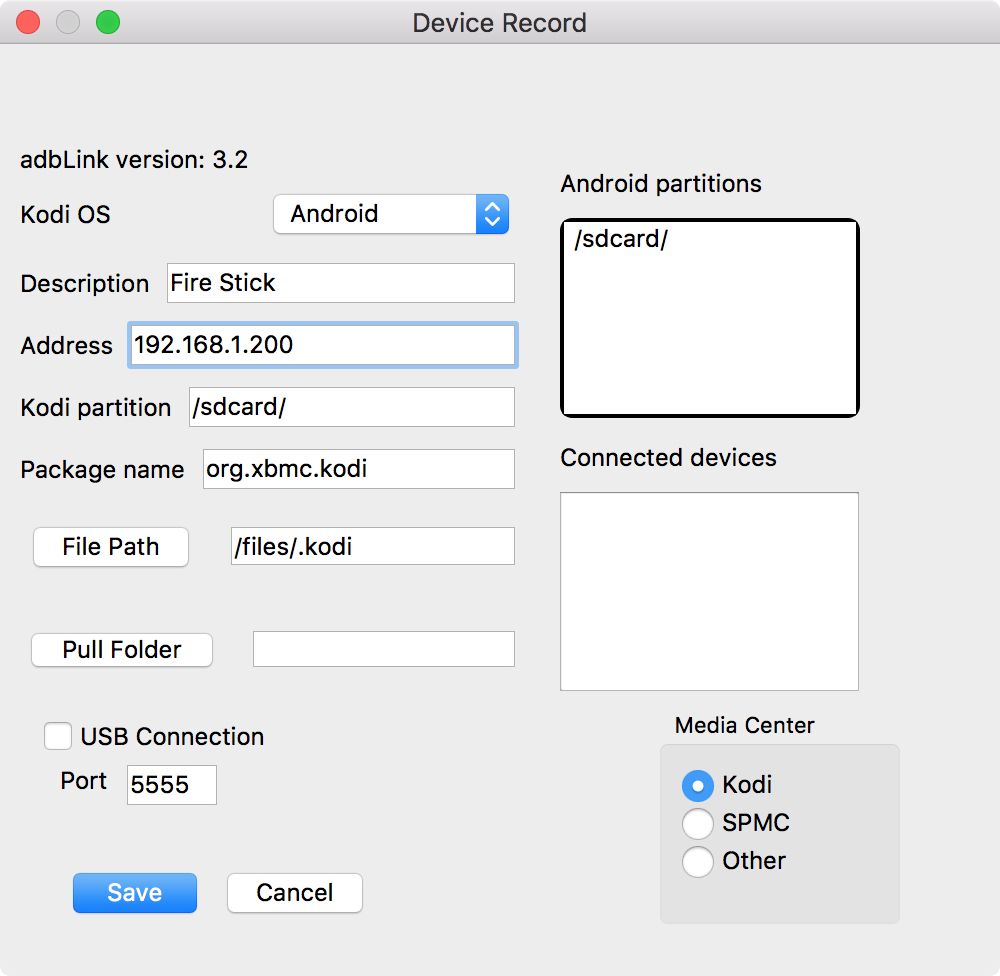 Device Record
adbLink version: 3.2
Kodi OS
Android
Description
Fire Stick
Address
192.168.1.200
Kodi partition
/sdcard/
Package name
org.xbmc.kodi
File Path
/files/.kodi
Pull Folder
USB Connection
Port
5555
Save
Cancel
Android partitions
/sdcard/
Connected devices
Media Center
Kodi
SPMC
Other